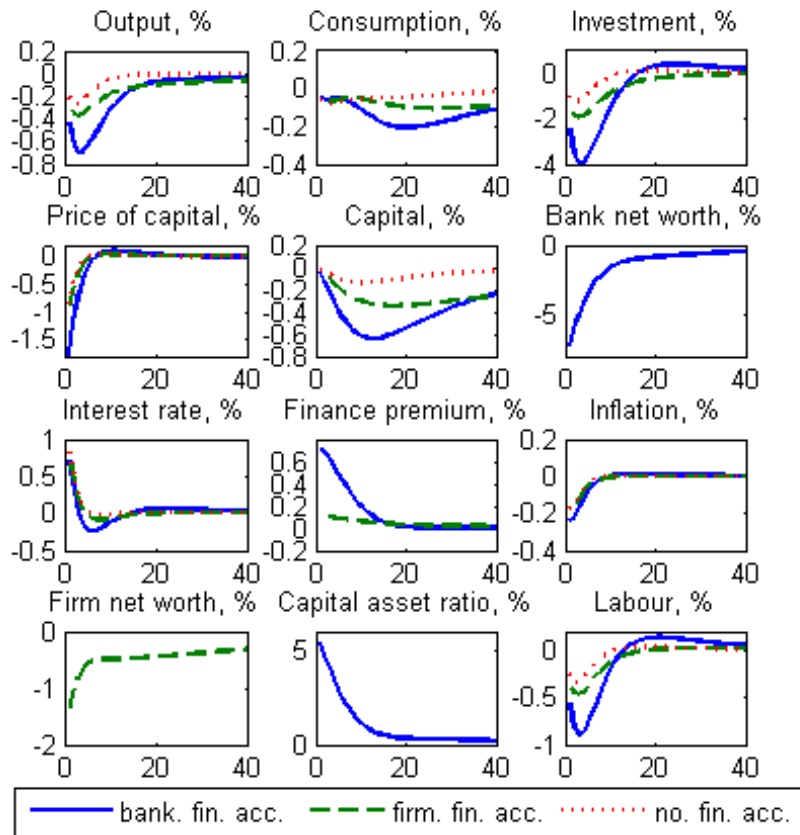 Output, %
Consumption, %
Investment, %
0.2
0
-0.2
-0.4
-0.6
-0.8
0 20 40
0.2
0
-0.2
-0.4
0 20 40
0
-2
-4
0 20 40
Price of capital, %
Capital, %
Bank net worth, %
0
-0.5
-1
-1.5
0 20 40
0.2
0
-0.2
-0.4
-0.6
-0.8
0 20 40
0
-5
0 20 40
Interest rate, %
Finance premium, %
Inflation, %
1
0.5
0
-0.5
0 20 40
0.6
0.4
0.2
0
-0.2
0 20 40
0.2
0
-0.2
-0.4
0 20 40
Firm net worth, %
Capital asset ratio, %
Labour, %
0
-1
-2
0 20 40
5
0
0 20 40
0
-0.5
-1
0 20 40
bank. fin. acc. firm. fin. acc. no. fin. acc.